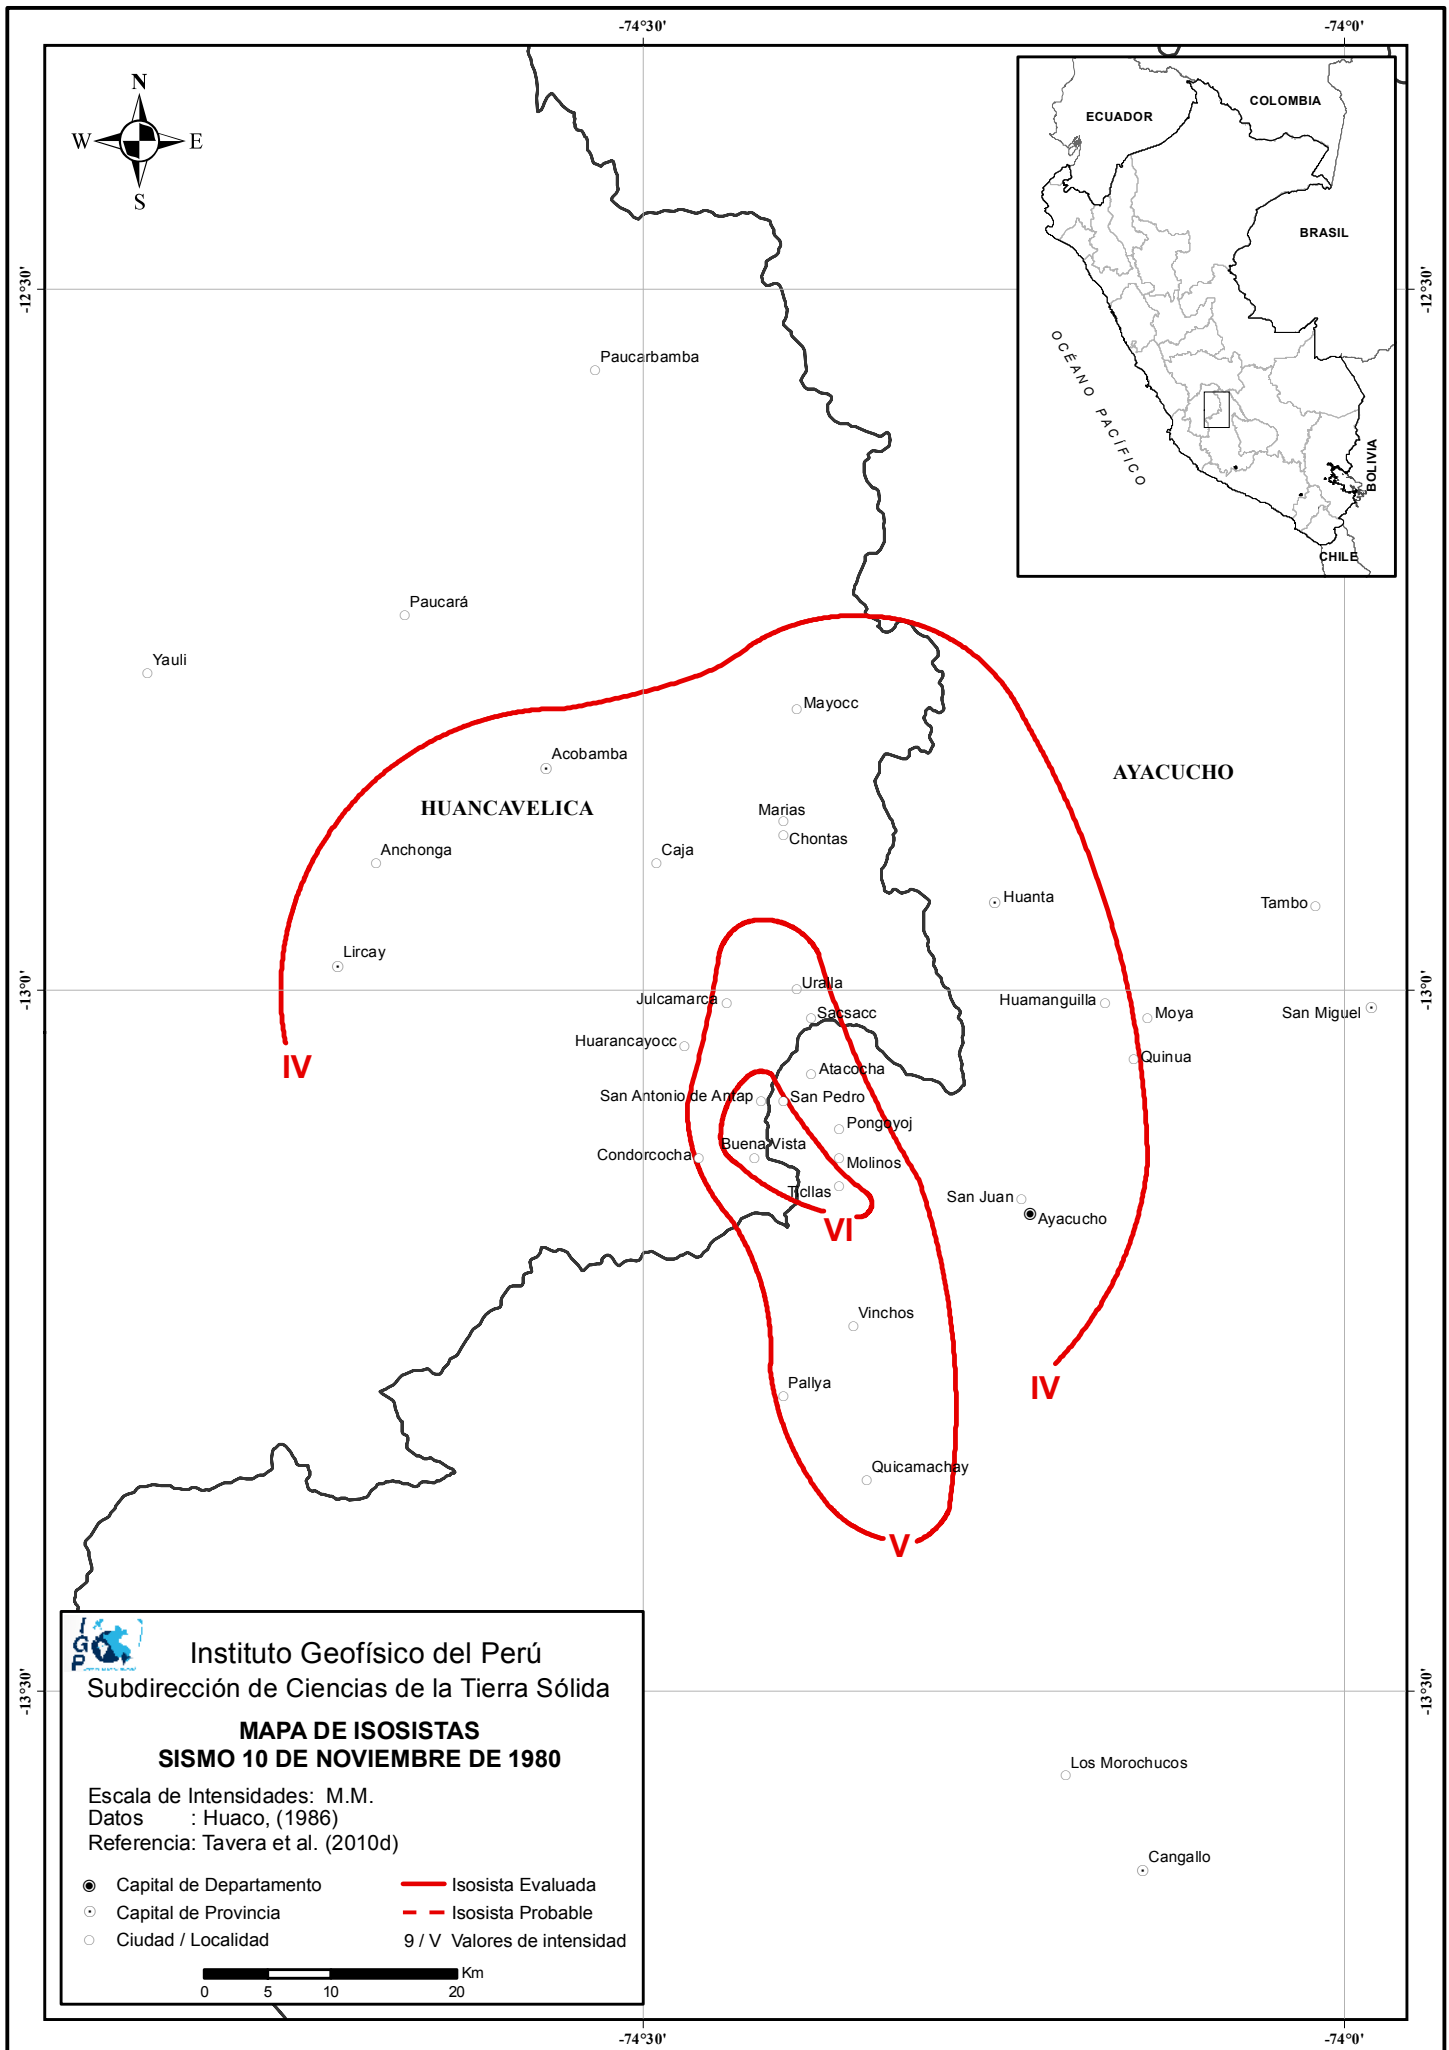 -74°30'
-74°0'
N
W
E
S
COLOMBIA
ECUADOR
BRASIL
OCÉANO PACÍFICO
BOLIVIA
CHILE
-12°30'
-12°30'
Paucarbamba
Paucará
Yauli
Mayocc
Acobamba
AYACUCHO
HUANCAVELICA
Marias
Chontas
Anchonga
Caja
Huanta
Tambo
Lircay
Uralla
-13°0'
-13°0'
Julcamarca
Huamanguilla
Moya
San Miguel
Sacsacc
Huarancayocc
IV
Quinua
Atacocha
San Antonio de Antap
San Pedro
Pongoyoj
Buena Vista
Condorcocha
Molinos
Ticllas
San Juan
Ayacucho
VI
Vinchos
Pallya
IV
Quicamachay
V
IGP
Instituto Geofísico del Perú
Subdirección de Ciencias de la Tierra Sólida
-13°30'
-13°30'
MAPA DE ISOSISTAS
SISMO 10 DE NOVIEMBRE DE 1980
Los Morochucos
Escala de Intensidades: M.M.
Datos : Huaco, (1986)
Referencia: Tavera et al. (2010d)
Cangallo
Capital de Departamento
Isosista Evaluada
Capital de Provincia
Isosista Probable
Ciudad / Localidad
9 / V Valores de intensidad
Km
0 5 10 20
-74°30'
-74°0'